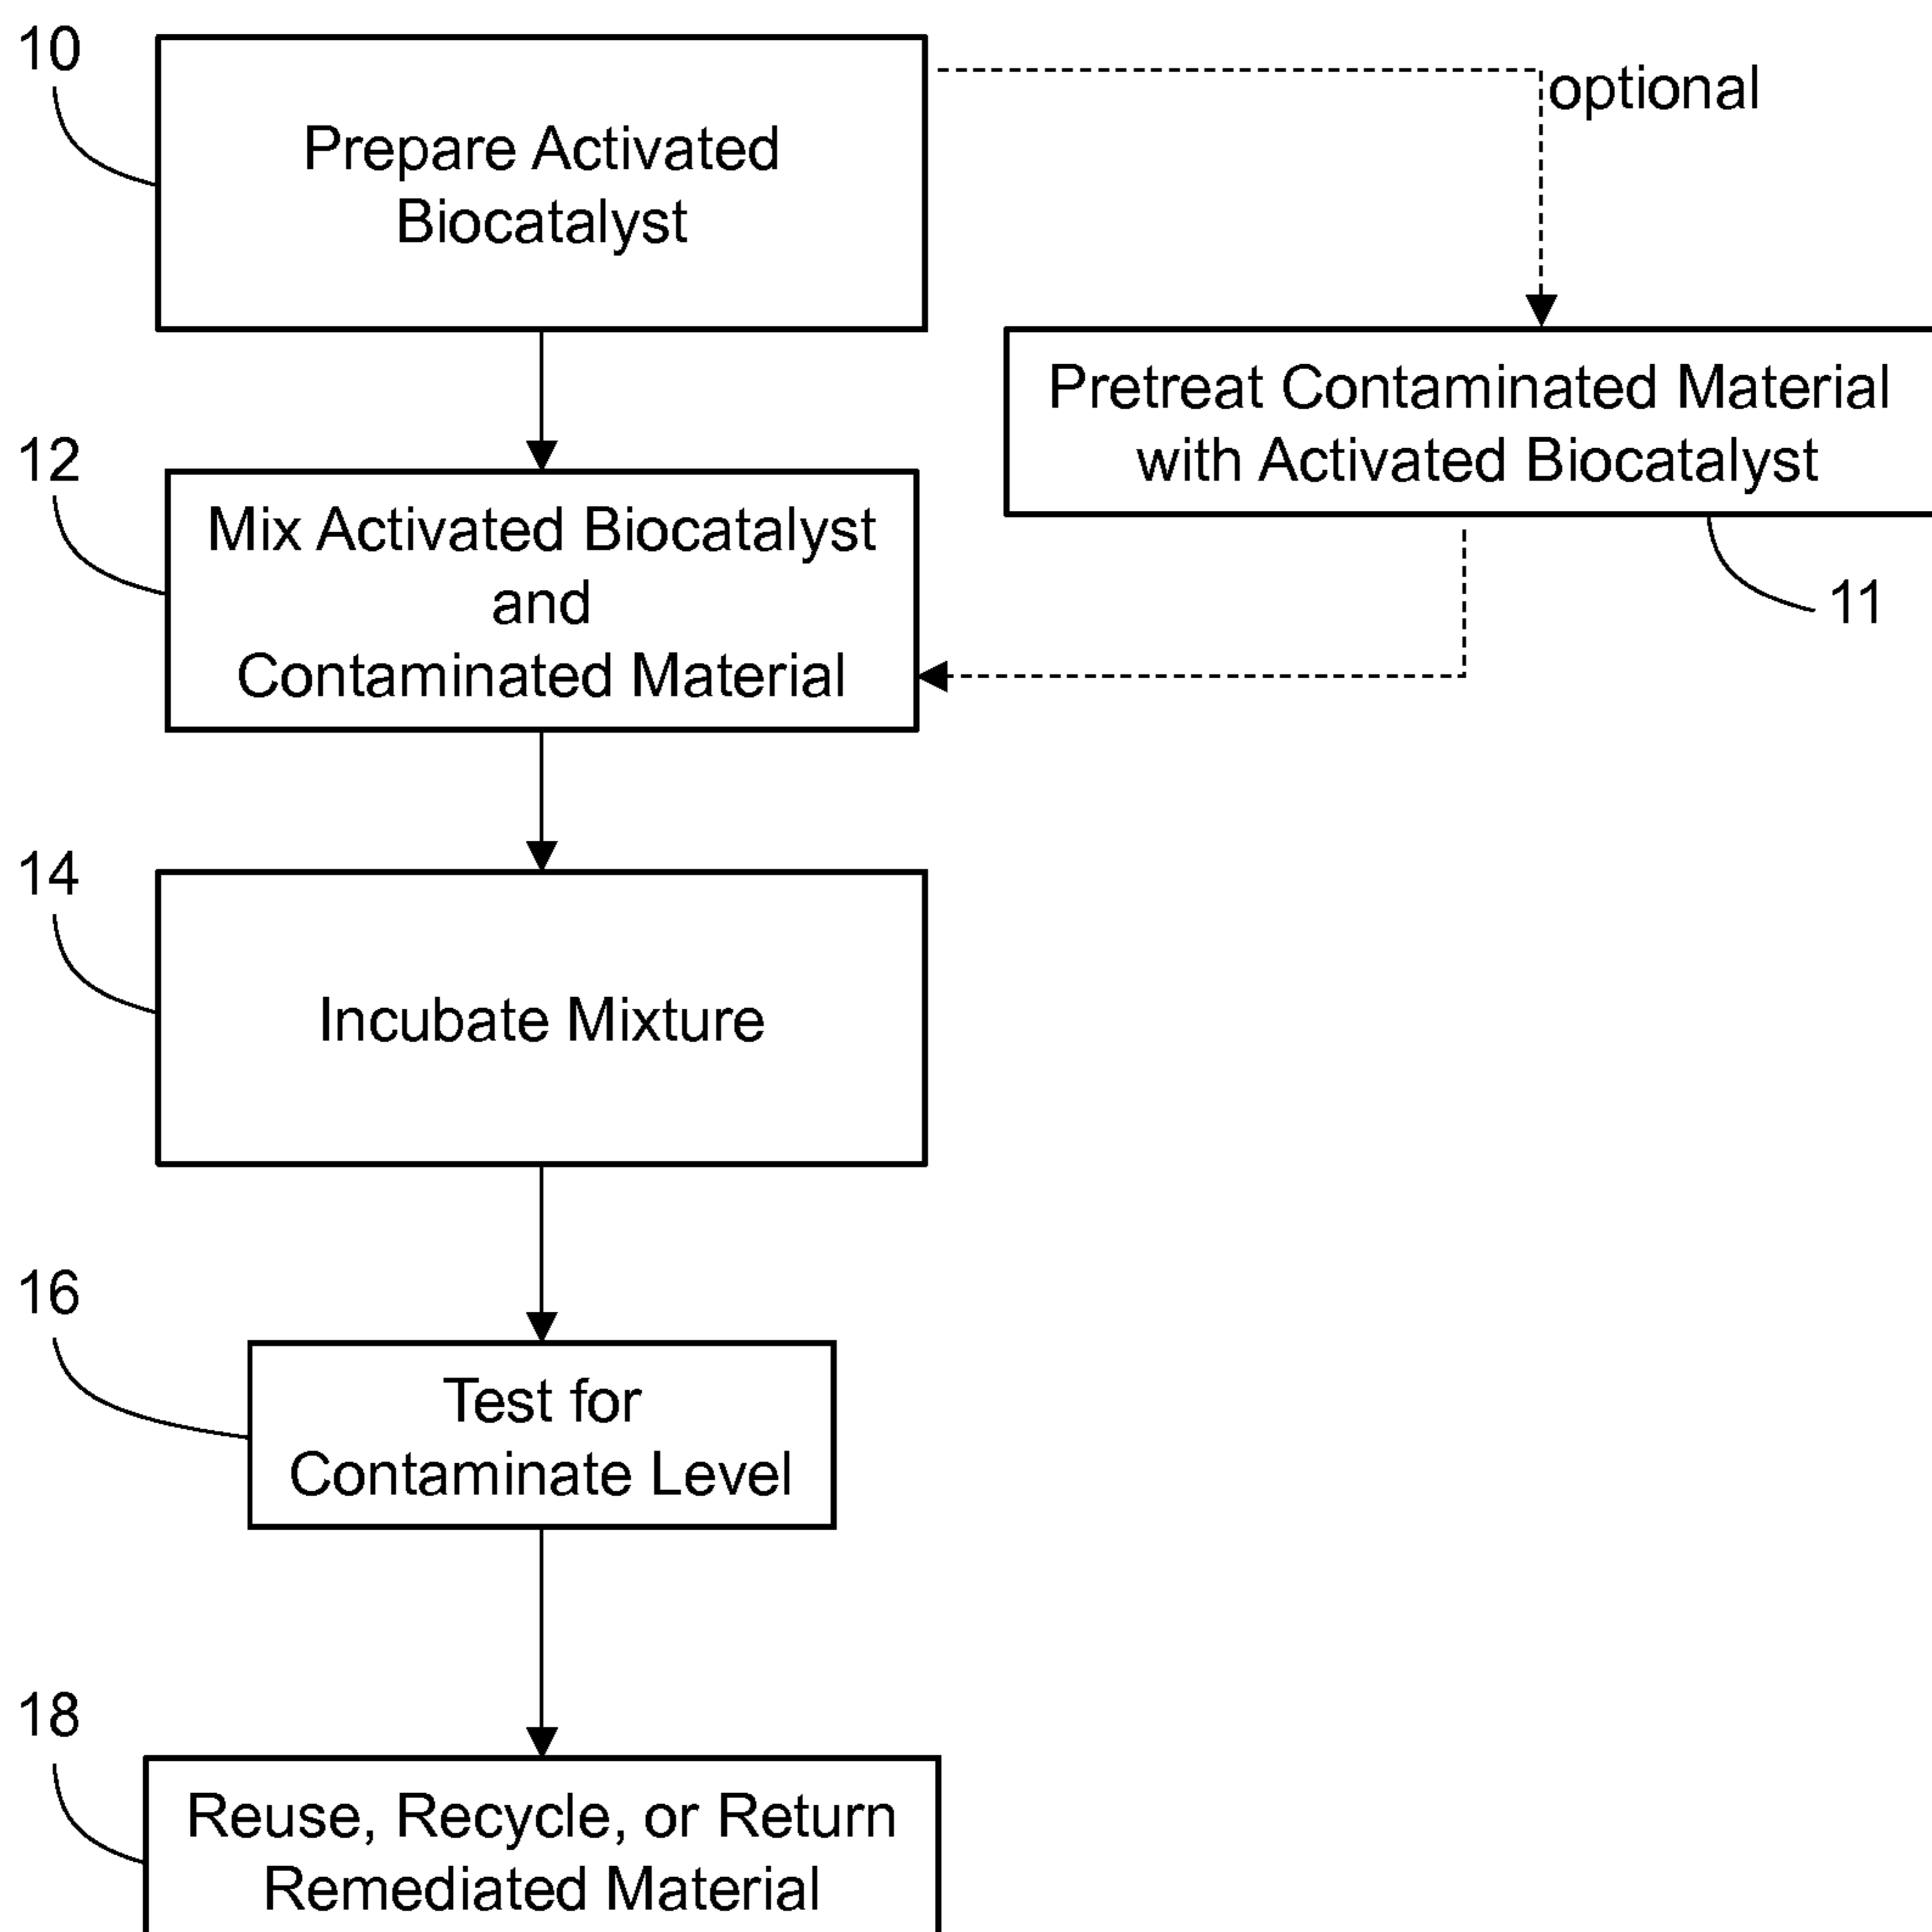 10
Prepare Activated
Biocatalyst
optional
Pretreat Contaminated Material
with Activated Biocatalyst
11
12
Mix Activated Biocatalyst
and
Contaminated Material
14
Incubate Mixture
16
Test for
Contaminate Level
18
Reuse, Recycle, or Return
Remediated Material